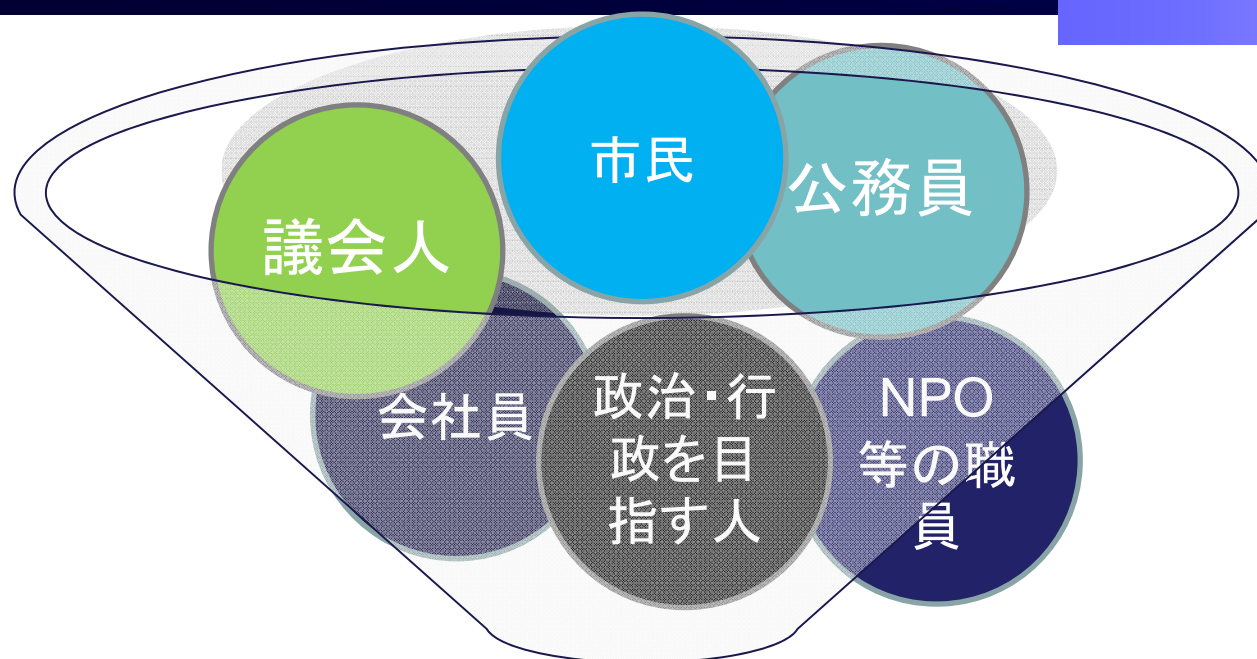 市民
公務員
議会人
会社員
政治・行
政を目
指す人
NPO
等の職
員